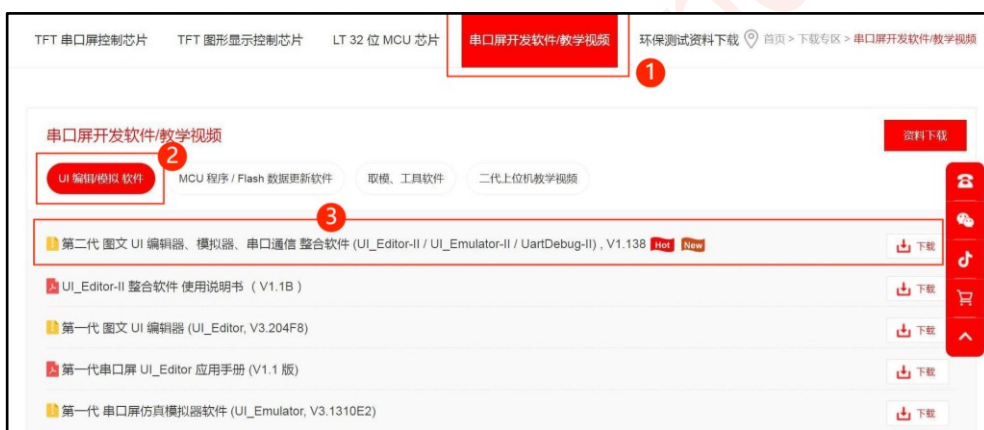 TFT 串口屏控制芯片 TFT 图形显示控制芯片 LT 32 位 MCU 芯片 串口屏开发软件/教学视频 环保测试资料下载 首页 > 下载专区 > 串口屏开发软件/教学视频
1
串口屏开发软件/教学视频 资料下载
2
UI 编辑/模拟 软件 MCU 程序 / Flash 数据更新软件 取模、工具软件 二代上位机教学视频
3
第二代 图文 UI 编辑器、模拟器、串口通信 整合软件 (UI_Editor-II / UI_Emulator-II / UartDebug-II) , V1.138 Hot New 下载
UI_Editor-II 整合软件 使用说明书 ( V1.1B ) 下载
第一代 图文 UI 编辑器 (UI_Editor, V3.204F8) 下载
第一代串口屏 UI_Editor 应用手册 (V1.1 版) 下载
第一代 串口屏仿真模拟器软件 (UI_Emulator, V3.1310E2) 下载